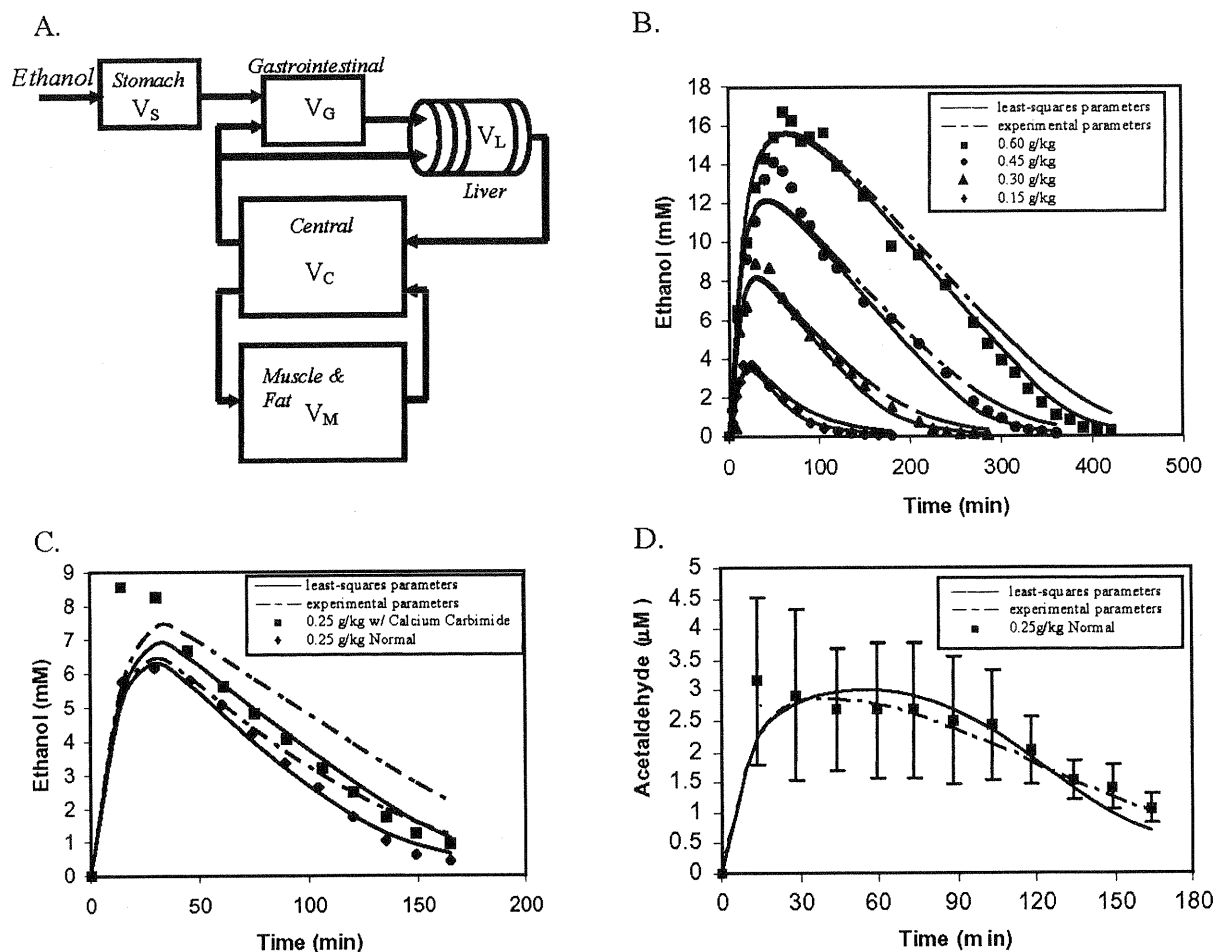 A.
Ethanol
Stomach
VS
Gastrointestinal
VG
VL
Liver
Central
VC
Muscle &
Fat
VM
B.
18
16
14
12
10
8
6
4
2
0
Ethanol (mM)
least-squares parameters
experimental parameters
0.60 g/kg
0.45 g/kg
0.30 g/kg
0.15 g/kg
0 100 200 300 400 500
Time (min)
C.
9
8
7
6
5
4
3
2
1
0
Ethanol (mM)
least-squares parameters
experimental parameters
0.25 g/kg w/ Calcium Carbimide
0.25 g/kg Normal
0 50 100 150 200
Time (min)
D.
5
4.5
4
3.5
3
2.5
2
1.5
1
0.5
0
Acetaldehyde (µM)
least-squares parameters
experimental parameters
0.25g/kg Normal
0 30 60 90 120 150 180
Time (min)